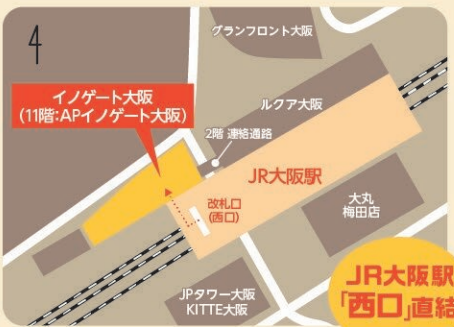 4
グランフロント大阪
イノゲート大阪
(11階:APイノゲート大阪)
ルクア大阪
2階 連絡通路
JR大阪駅
改札口
(西口)
大丸
梅田店
JPタワー大阪
KITTE大阪
JR大阪駅
「西口」直結